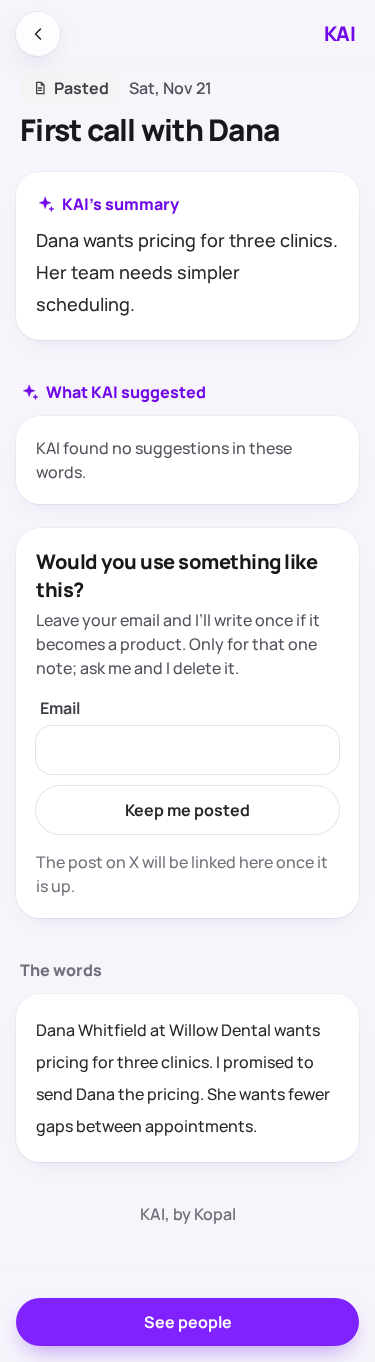 KAI
Pasted Sat, Nov 21
First call with Dana
KAI's summary
Dana wants pricing for three clinics.
Her team needs simpler
scheduling.
What KAI suggested
KAI found no suggestions in these
words.
Would you use something like
this?
Leave your email and I'll write once if it
becomes a product. Only for that one
note; ask me and I delete it.
Email
Keep me posted
The post on X will be linked here once it
is up.
The words
Dana Whitfield at Willow Dental wants
pricing for three clinics. I promised to
send Dana the pricing. She wants fewer
gaps between appointments.
KAI, by Kopal
See people